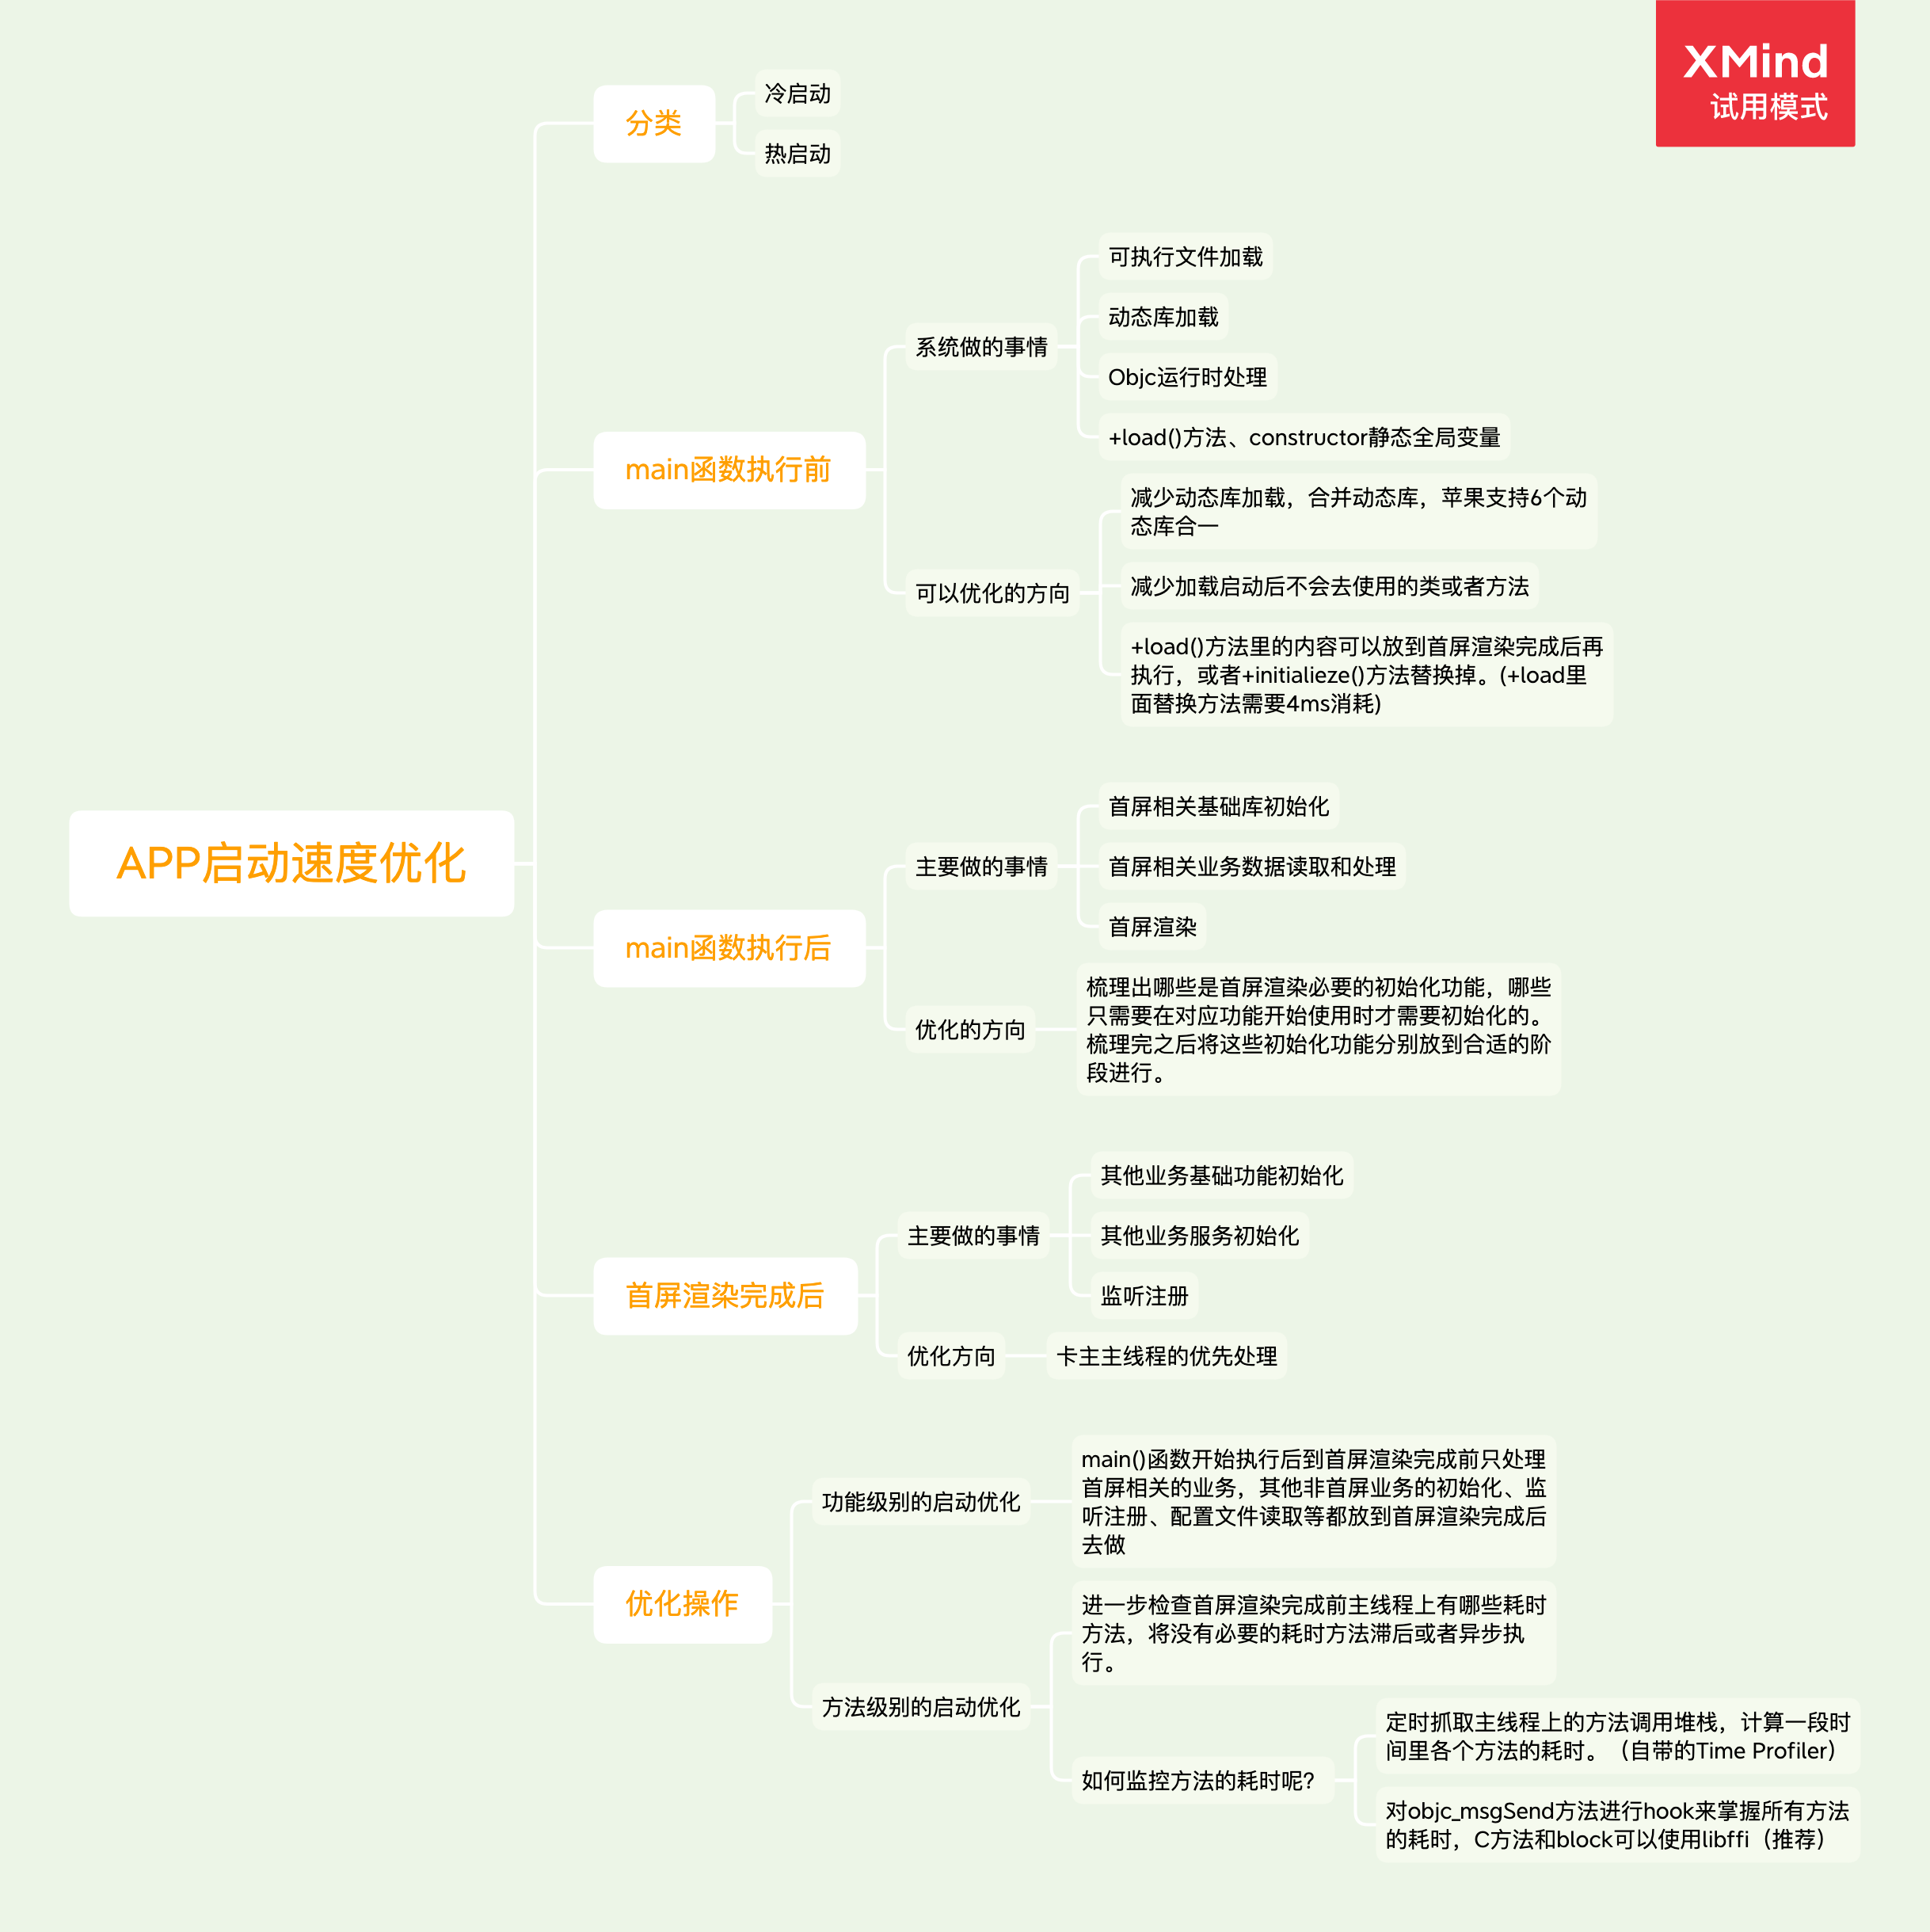 XMind
试用模式
APP启动速度优化
分类
冷启动
热启动
main函数执行前
系统做的事情
可执行文件加载
动态库加载
Objc运行时处理
+load()方法、constructor静态全局变量
可以优化的方向
减少动态库加载，合并动态库，苹果支持6个动
态库合一
减少加载启动后不会去使用的类或者方法
+load()方法里的内容可以放到首屏渲染完成后再
执行，或者+initialieze()方法替换掉。(+load里
面替换方法需要4ms消耗)
main函数执行后
主要做的事情
首屏相关基础库初始化
首屏相关业务数据读取和处理
首屏渲染
优化的方向
梳理出哪些是首屏渲染必要的初始化功能，哪些
只需要在对应功能开始使用时才需要初始化的。
梳理完之后将这些初始化功能分别放到合适的阶
段进行。
首屏渲染完成后
主要做的事情
其他业务基础功能初始化
其他业务服务初始化
监听注册
优化方向
卡主主线程的优先处理
优化操作
功能级别的启动优化
main()函数开始执行后到首屏渲染完成前只处理
首屏相关的业务，其他非首屏业务的初始化、监
听注册、配置文件读取等都放到首屏渲染完成后
去做
方法级别的启动优化
进一步检查首屏渲染完成前主线程上有哪些耗时
方法，将没有必要的耗时方法滞后或者异步执
行。
如何监控方法的耗时呢？
定时抓取主线程上的方法调用堆栈，计算一段时
间里各个方法的耗时。（自带的Time Profiler）
对objc_msgSend方法进行hook来掌握所有方法
的耗时，C方法和block可以使用libffi（推荐）